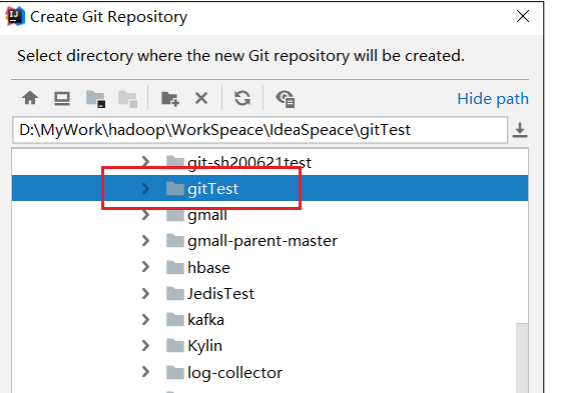 Create Git Repository
Select directory where the new Git repository will be created.
Hide path
D:\MyWork\hadoop\WorkSpeace\IdeaSpeace\gitTest
git-sh200621test
gitTest
gmall
gmall-parent-master
hbase
JedisTest
kafka
Kylin
log-collector